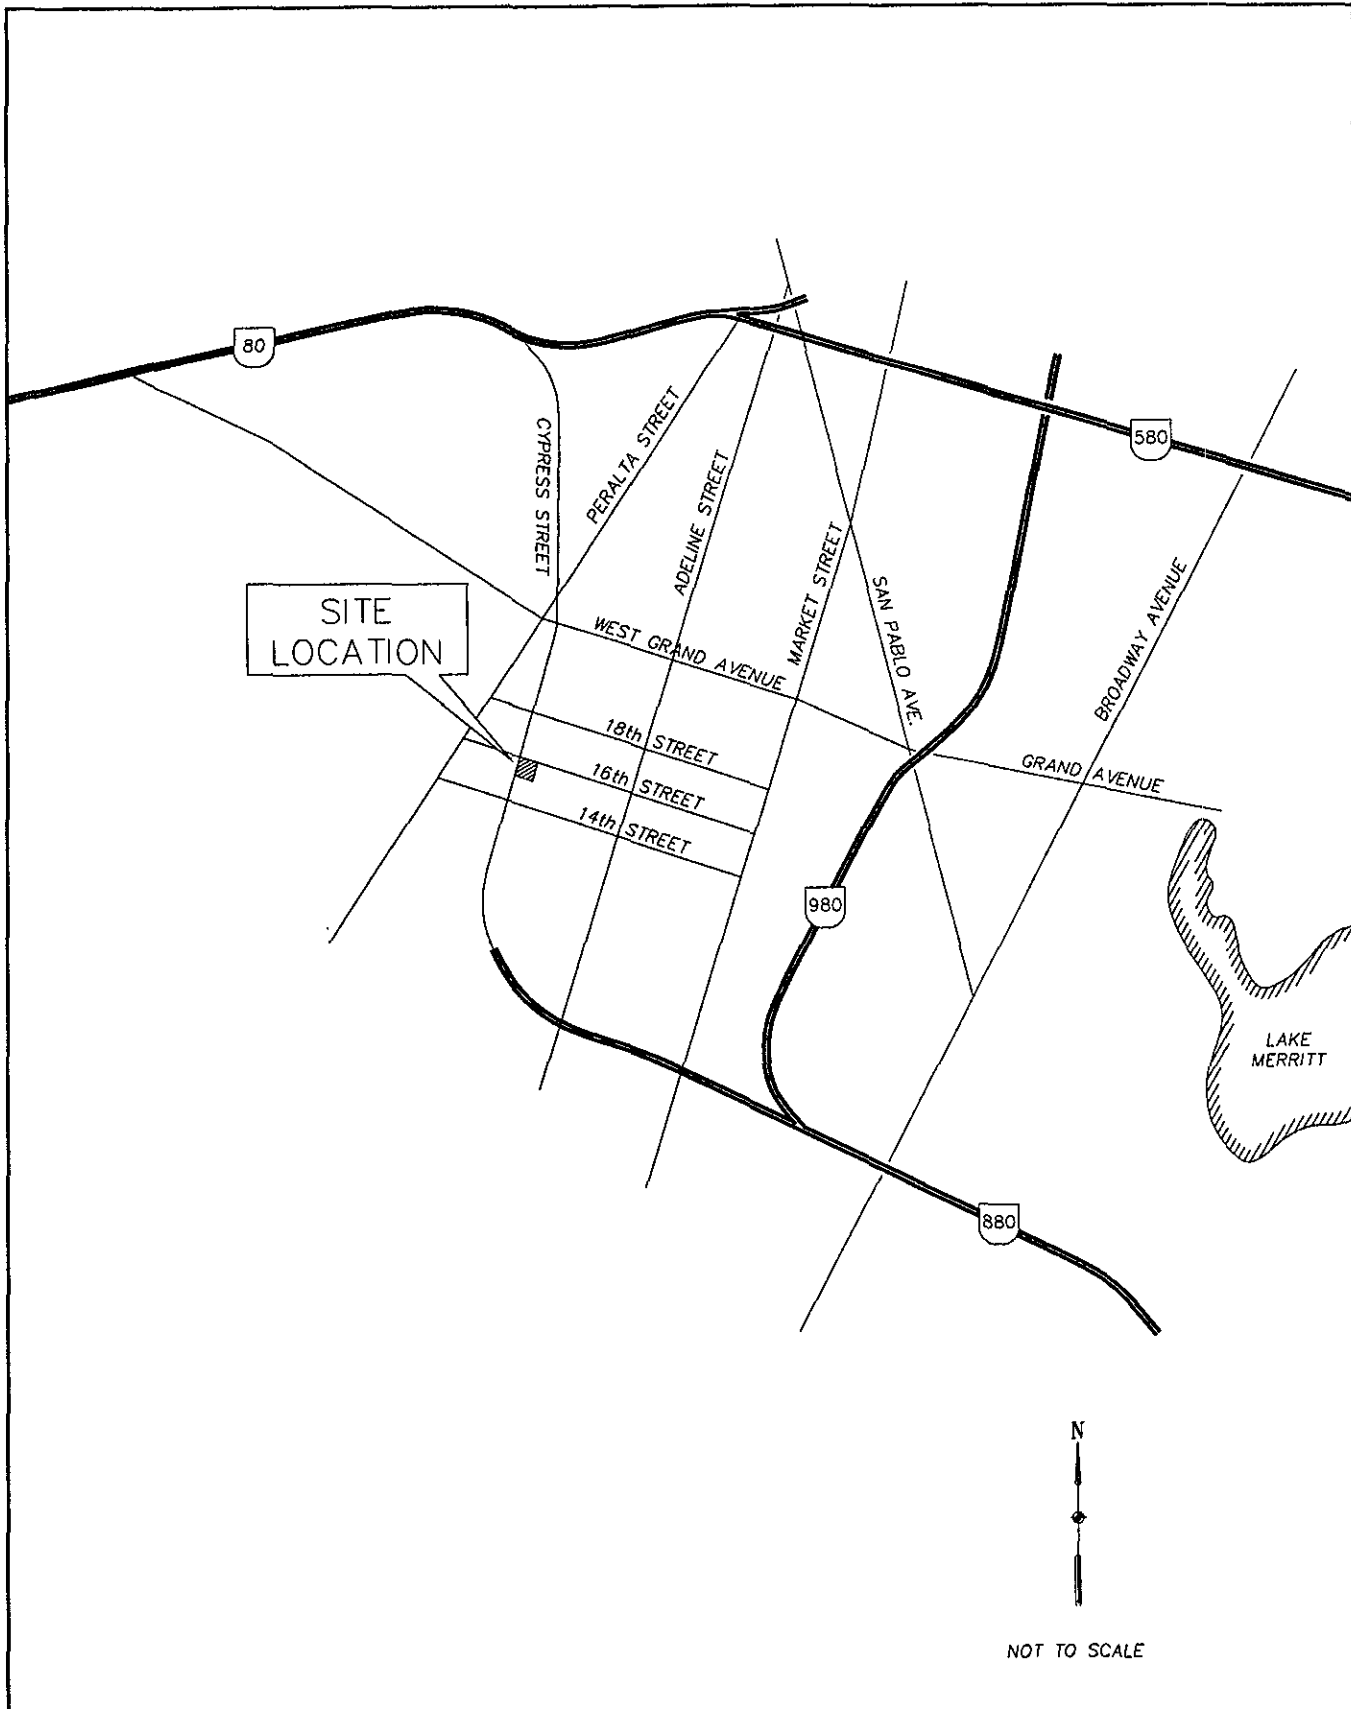 80
580
CYPRESS STREET
PERALTA STREET
ADELINE STREET
MARKET STREET
SAN PABLO AVE.
BROADWAY AVENUE
SITE
LOCATION
WEST GRAND AVENUE
18th STREET
16th STREET
14th STREET
GRAND AVENUE
980
LAKE
MERRITT
880
N
NOT TO SCALE